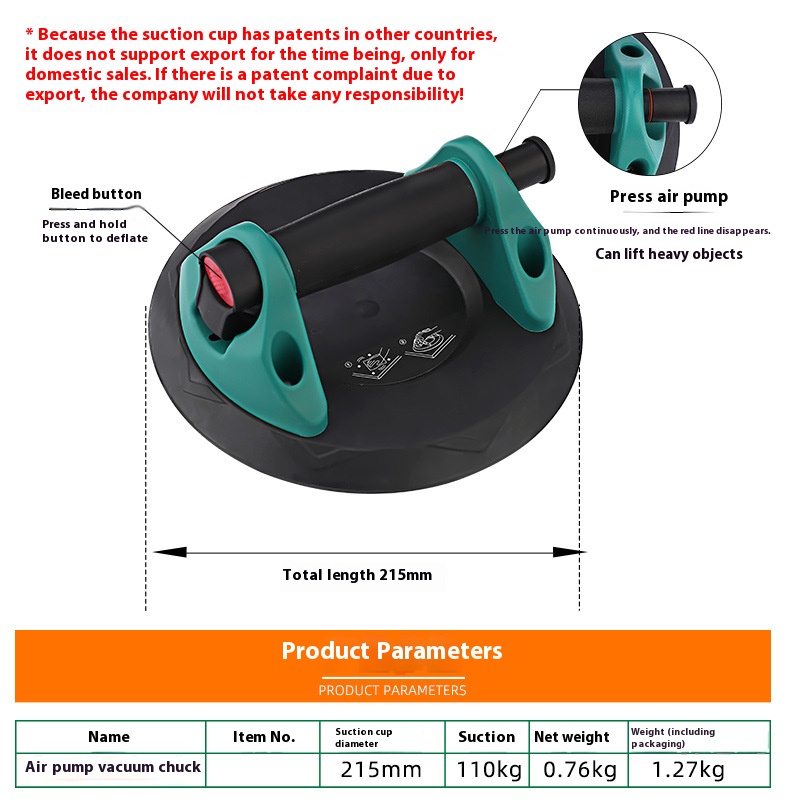 * Because the suction cup has patents in other countries,
it does not support export for the time being, only for
domestic sales. If there is a patent complaint due to
export, the company will not take any responsibility!
Bleed button
Press and hold
button to deflate
Press air pump
Press the air pump continuously, and the red line disappears.
Can lift heavy objects
Total length 215mm
Product Parameters
PRODUCT PARAMETERS
Name
Item No.
Suction cup
diameter
Suction
Net weight
Weight (including
packaging)
Air pump vacuum chuck
215mm
110kg
0.76kg
1.27kg